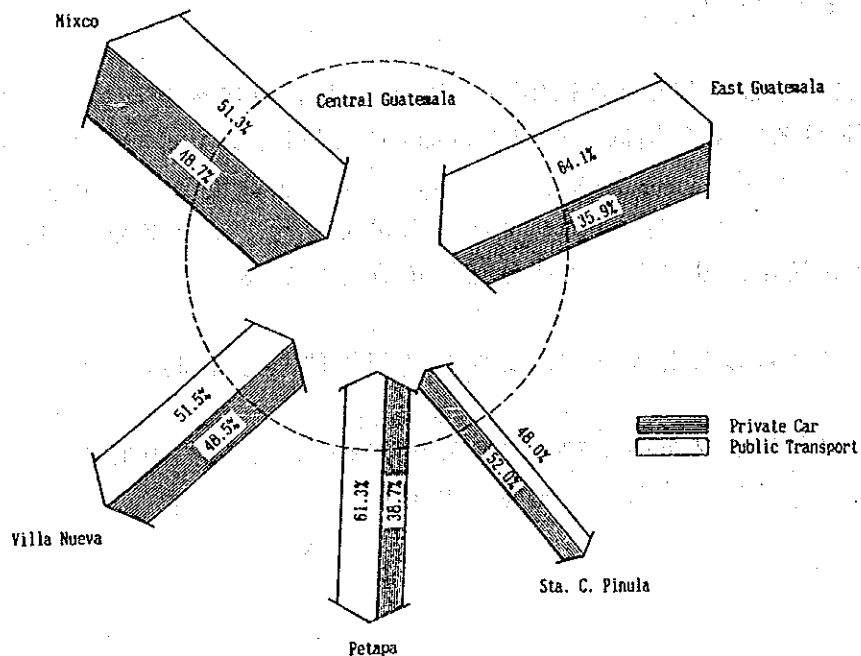 Mixco
Central Guatemala
East Guatemala
51.3%
48.7%
64.1%
35.9%
51.5%
48.5%
61.3%
38.7%
48.0%
52.0%
Private Car
Public Transport
Villa Nueva
Sta. C. Pinula
Petapa